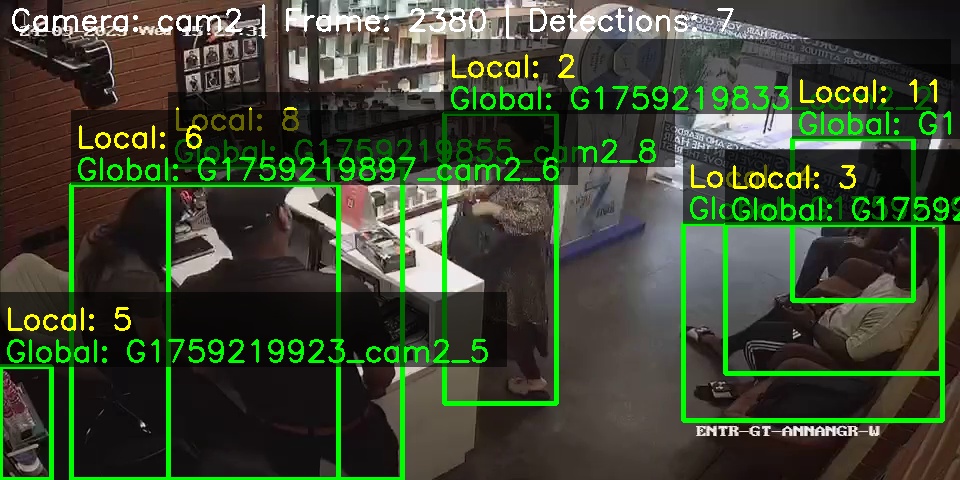 Camera: cam2 | Frame: 2380 | Detections: 7
Local: 2
Global: G1759219833
Local: 11
Global: G1
Local: 8
Global: G1759219855_cam2_8
Local: 6
Global: G1759219897_cam2_6
Local: 3
Global: G17592
Local: 5
Global: G1759219923_cam2_5
ENTR-GT-ANNANGR-W